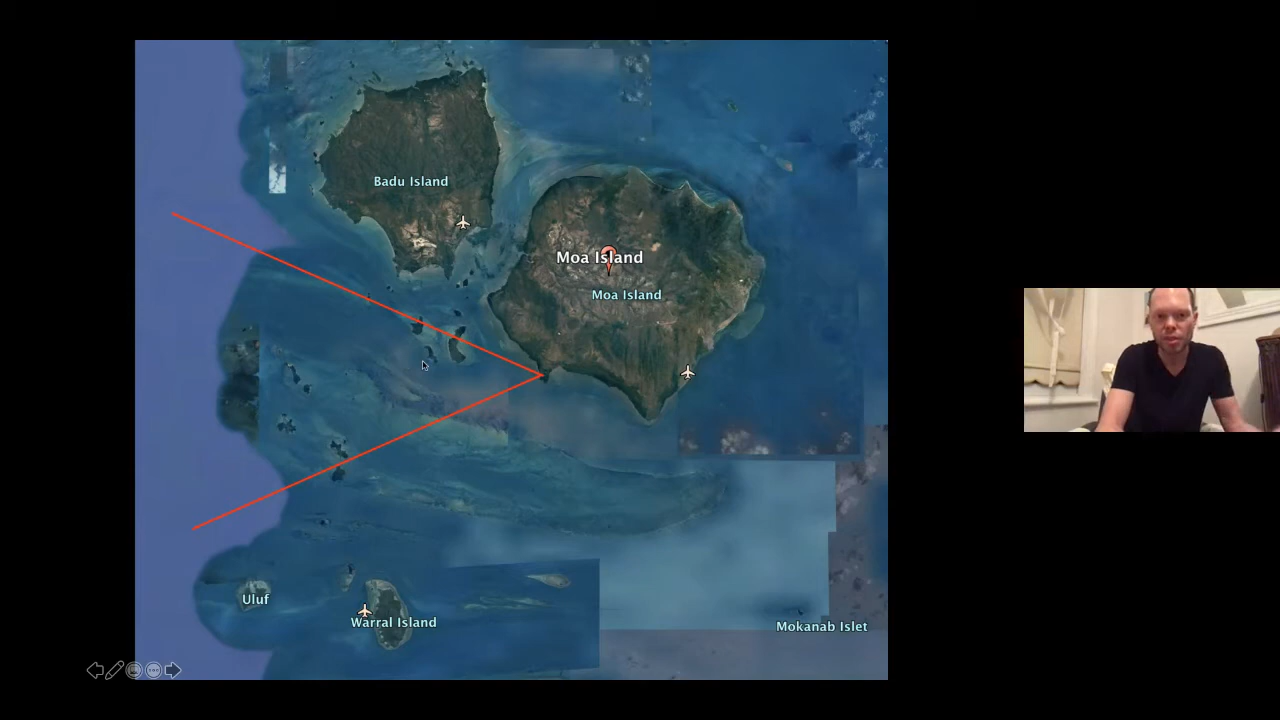 Badu Island
Moa Island
Moa Island
Uluf
Warral Island
Mokanab Islet